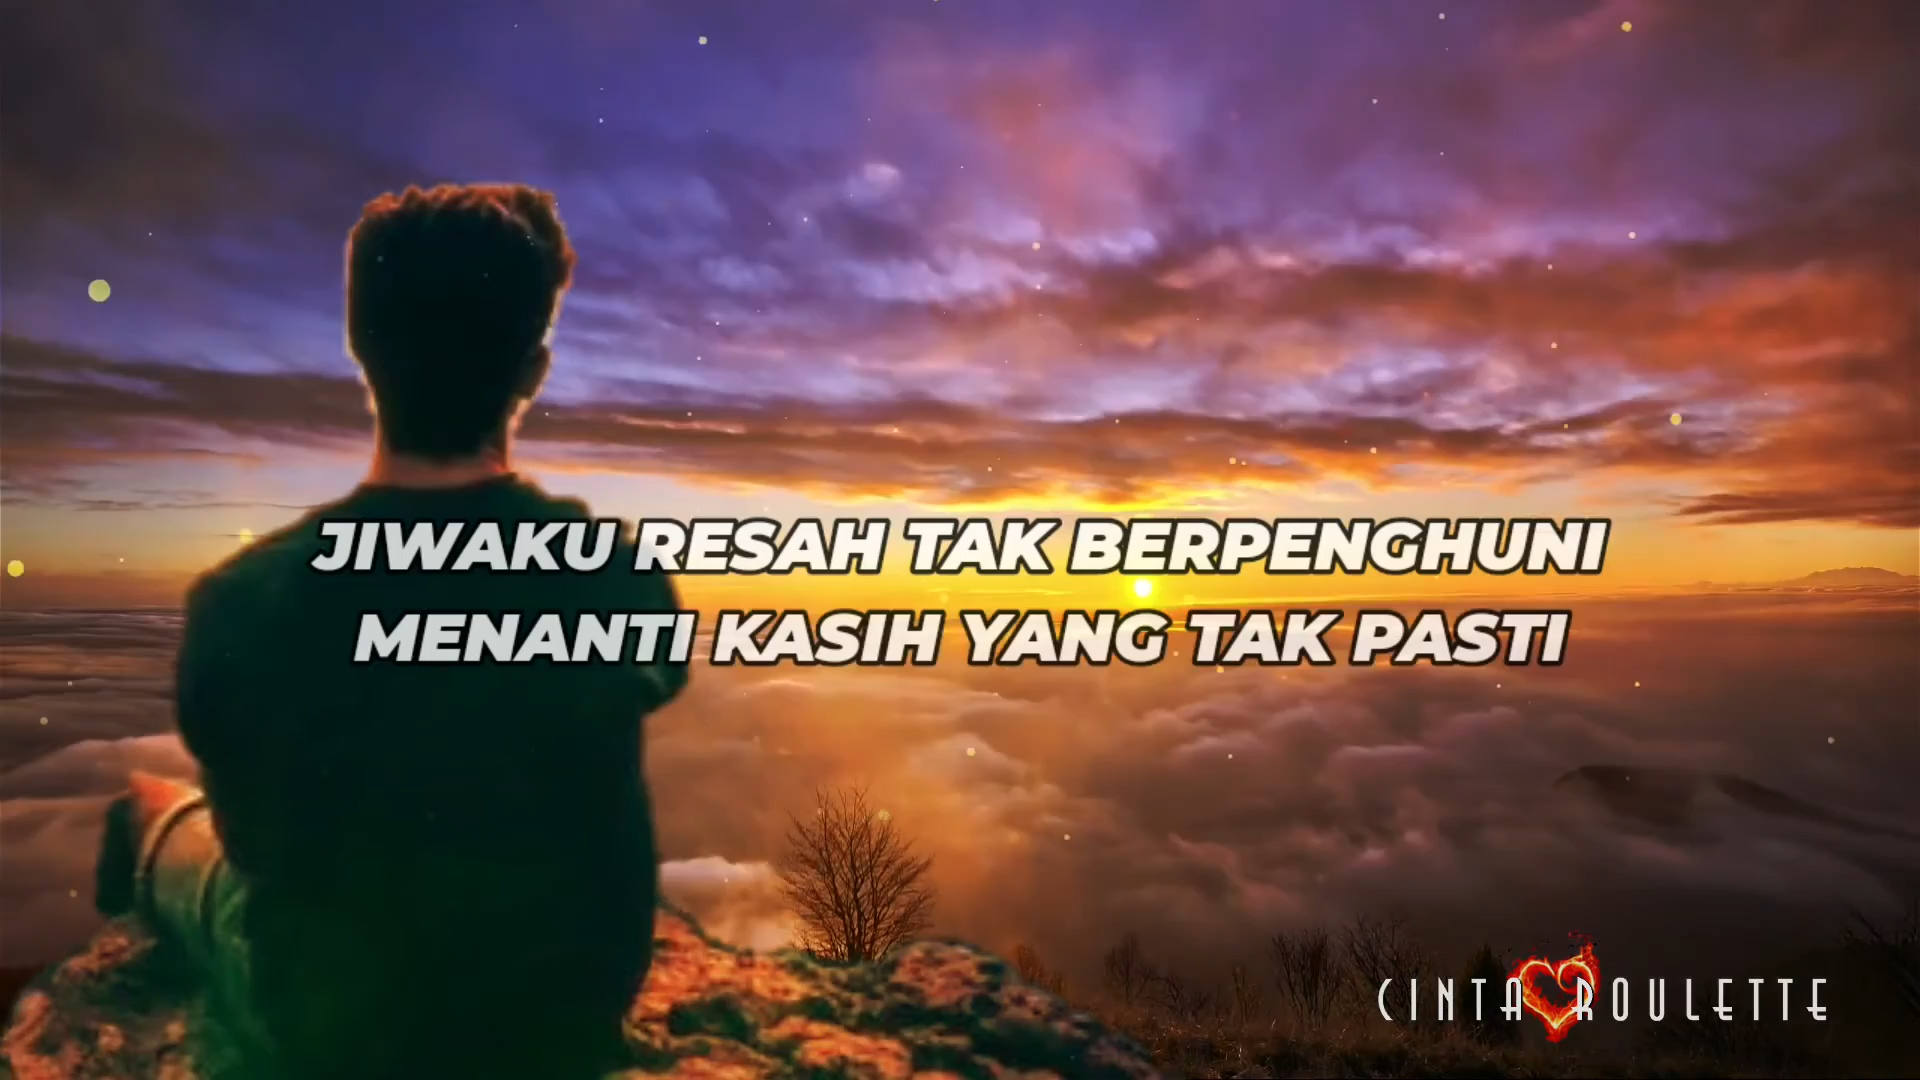 JIWAKU RESAH TAK BERPENGHUNI
MENANTI KASIH YANG TAK PASTI
CINTA ROULETTE